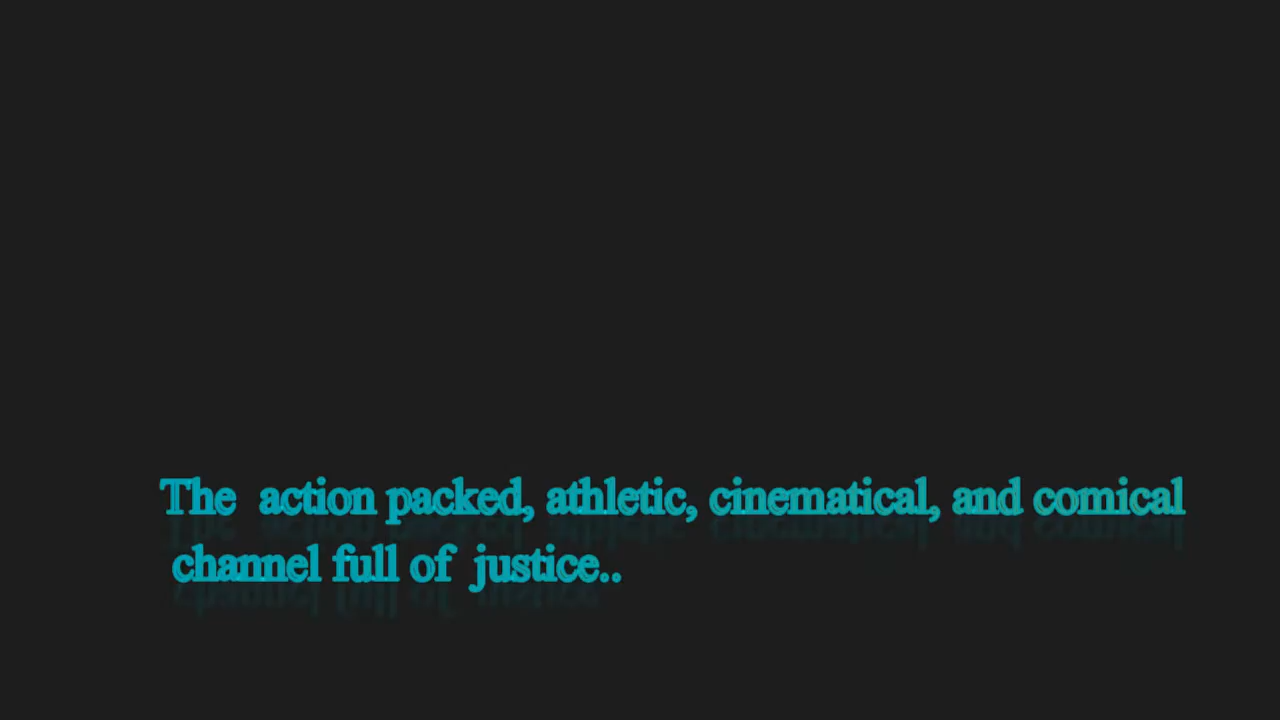 The action packed, athletic, cinematical, and comical
channel full of justice..